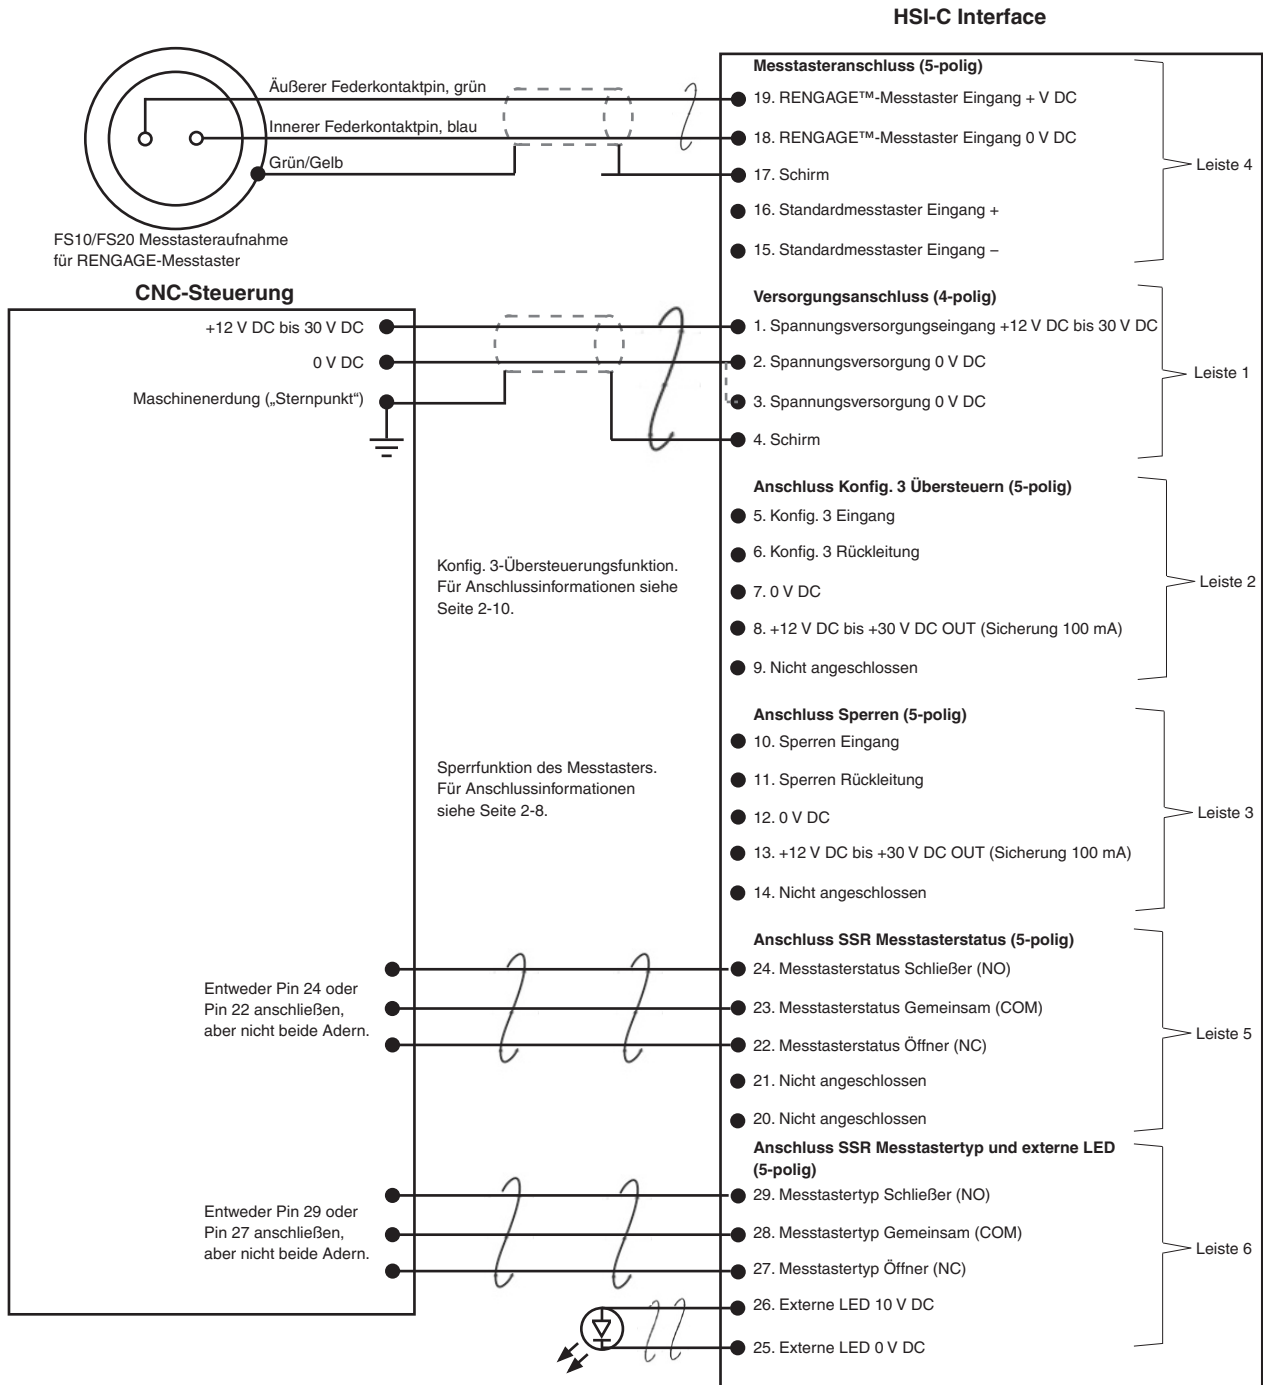 HSI-C Interface
Messtasteranschluss (5-polig)
Äußerer Federkontaktpin, grün
19. RENGAGE™-Messtaster Eingang + V DC
Innerer Federkontaktpin, blau
18. RENGAGE™-Messtaster Eingang 0 V DC
Grün/Gelb
17. Schirm
Leiste 4
16. Standardmesstaster Eingang +
15. Standardmesstaster Eingang –
FS10/FS20 Messtasteraufnahme
für RENGAGE-Messtaster
CNC-Steuerung
Versorgungsanschluss (4-polig)
+12 V DC bis 30 V DC
1. Spannungsversorgungseingang +12 V DC bis 30 V DC
0 V DC
2. Spannungsversorgung 0 V DC
Leiste 1
Maschinenerdung („Sternpunkt“)
3. Spannungsversorgung 0 V DC
4. Schirm
Anschluss Konfig. 3 Übersteuern (5-polig)
5. Konfig. 3 Eingang
6. Konfig. 3 Rückleitung
7. 0 V DC
8. +12 V DC bis +30 V DC OUT (Sicherung 100 mA)
9. Nicht angeschlossen
Leiste 2
Konfig. 3-Übersteuerungsfunktion.
Für Anschlussinformationen siehe
Seite 2-10.
Anschluss Sperren (5-polig)
10. Sperren Eingang
11. Sperren Rückleitung
12. 0 V DC
13. +12 V DC bis +30 V DC OUT (Sicherung 100 mA)
14. Nicht angeschlossen
Leiste 3
Sperrfunktion des Messtasters.
Für Anschlussinformationen
siehe Seite 2-8.
Anschluss SSR Messtasterstatus (5-polig)
24. Messtasterstatus Schließer (NO)
23. Messtasterstatus Gemeinsam (COM)
22. Messtasterstatus Öffner (NC)
21. Nicht angeschlossen
20. Nicht angeschlossen
Leiste 5
Entweder Pin 24 oder
Pin 22 anschließen,
aber nicht beide Adern.
Anschluss SSR Messtastertyp und externe LED
(5-polig)
29. Messtastertyp Schließer (NO)
28. Messtastertyp Gemeinsam (COM)
27. Messtastertyp Öffner (NC)
26. Externe LED 10 V DC
25. Externe LED 0 V DC
Leiste 6
Entweder Pin 29 oder
Pin 27 anschließen,
aber nicht beide Adern.